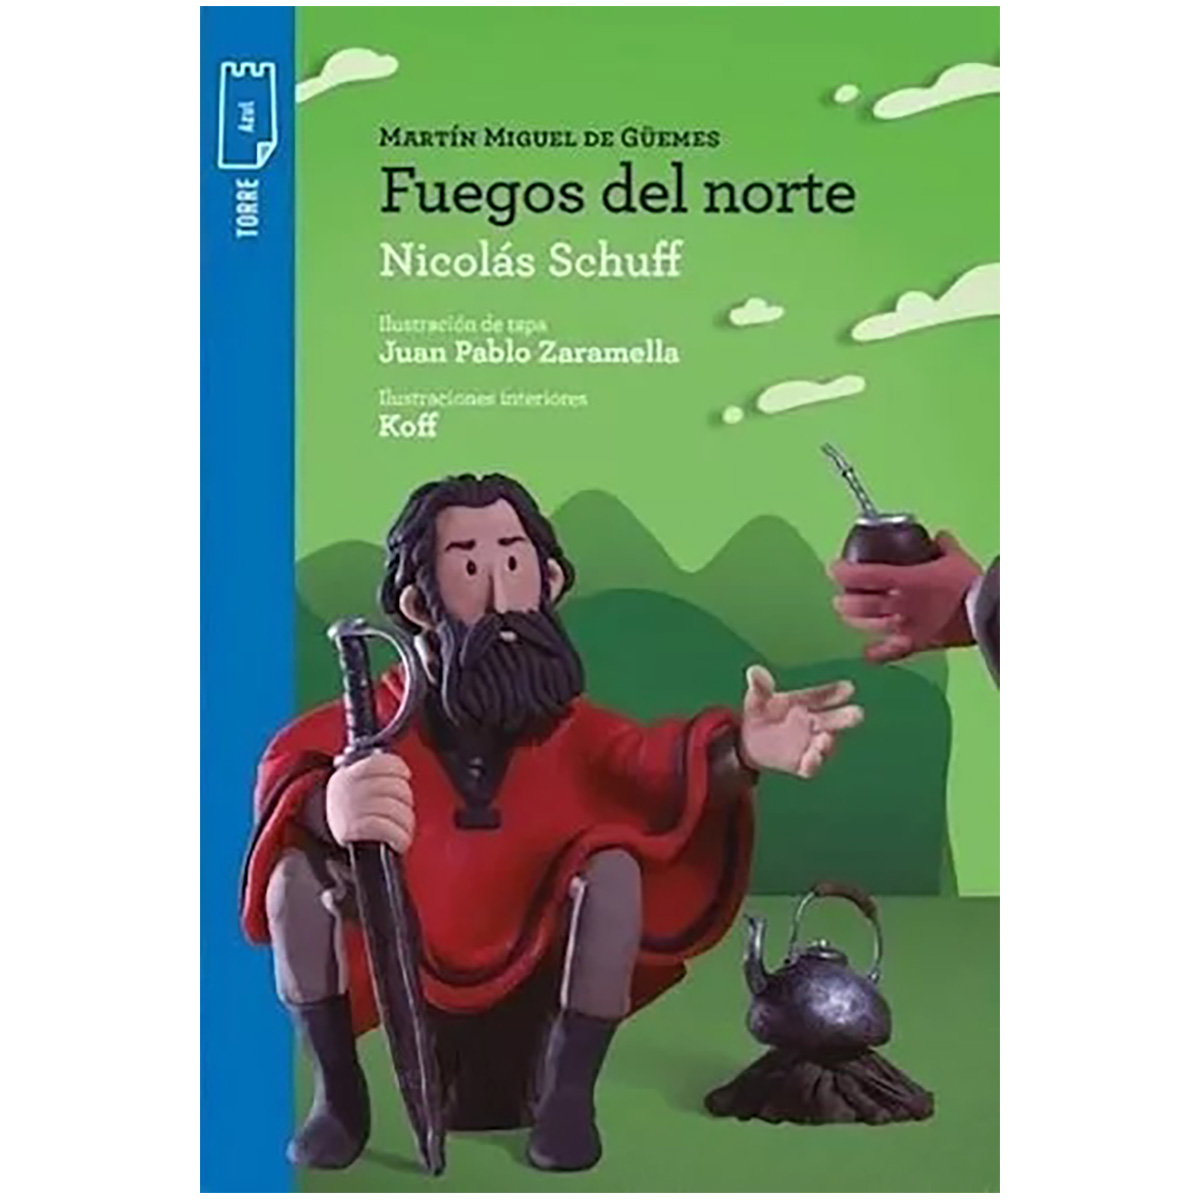 Azul
TORRE
MARTÍN MIGUEL DE GÜEMES
Fuegos del norte
Nicolás Schuff
Ilustración de tapa
Juan Pablo Zaramella
Ilustraciones interiores
Koff